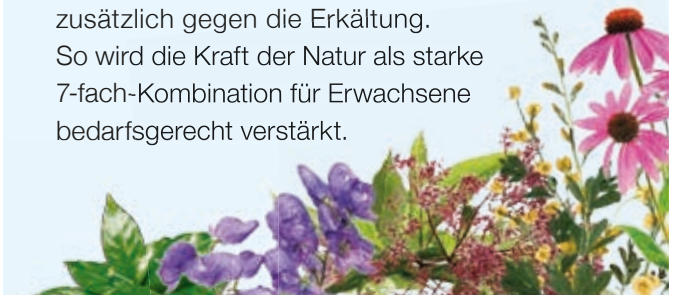 zusätzlich gegen die Erkältung.
So wird die Kraft der Natur als starke
7-fach-Kombination für Erwachsene
bedarfsgerecht verstärkt.